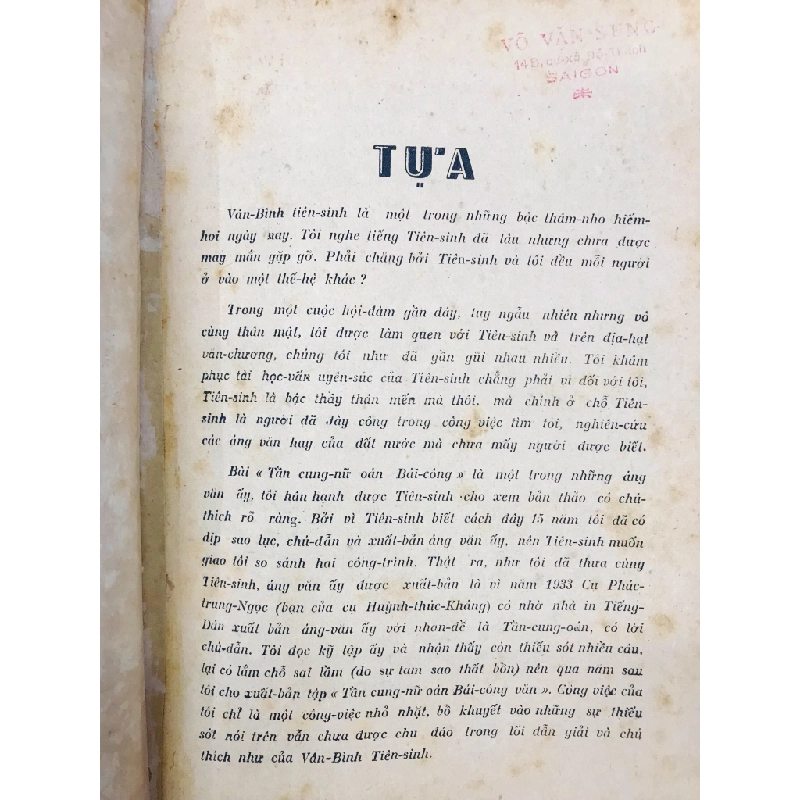 VÕ VĂN SUNG
SAIGON
TỰA
Vân-Bình tiên-sinh là một trong những bậc thâm-nho hiếm-
hoi ngày nay. Tôi nghe tiếng Tiên-sinh đã lâu nhưng chưa được
may mắn gặp gỡ. Phải chăng bởi Tiên-sinh và tôi đều mỗi người
ở vào một thế-hệ khác ?
Trong một cuộc hội-đàm gần đây, tuy ngẫu nhiên nhưng vô
cùng thân mật, tôi được làm quen với Tiên-sinh và trên địa-hạt
văn-chương, chúng tôi như đã gần gũi nhau nhiều. Tôi khâm
phục tài học-vấn uyên-súc của Tiên-sinh chẳng phải vì đối với tôi,
Tiên-sinh là bậc thầy thân mến mà thôi, mà chính ở chỗ Tiên-
sinh là người đã dày công trong công việc tìm tòi, nghiên-cứu
các áng văn hay của đất nước mà chưa mấy người được biết.
Bài « Tần cung-nữ oán Bái-công » là một trong những áng
văn ấy, tôi hân hạnh được Tiên-sinh cho xem bản thảo có chú-
thích rõ ràng. Bởi vì Tiên-sinh biết cách đây 15 năm tôi đã có
dịp sao lục, chú-dẫn và xuất-bản áng văn ấy, nên Tiên-sinh muốn
giao tôi so sánh hai công-trình. Thật ra, như tôi đã thưa cùng
Tiên-sinh, áng văn ấy được xuất-bản là vì năm 1933 Cụ Phác-
trung-Ngọc (bạn của cụ Huỳnh-thúc-Kháng) có nhờ nhà in Tiếng-
Dân xuất bản áng-văn ấy với nhơn-đề là Tần-cung-oán, có lời
chú-dẫn. Tôi đọc kỹ tập ấy và nhận thấy còn thiếu sót nhiều câu,
lại có lắm chỗ sai lầm (do sự tam sao thất bổn) nên qua năm sau
tôi cho xuất-bản tập « Tần cung-nữ oán Bái-công văn ». Công việc của
tôi chỉ là một công-việc nhỏ nhặt, bổ khuyết vào những sự thiếu
sót nói trên vẫn chưa được chu đáo trong lối dẫn giải và chú
thích như của Vân-Bình Tiên-sinh.